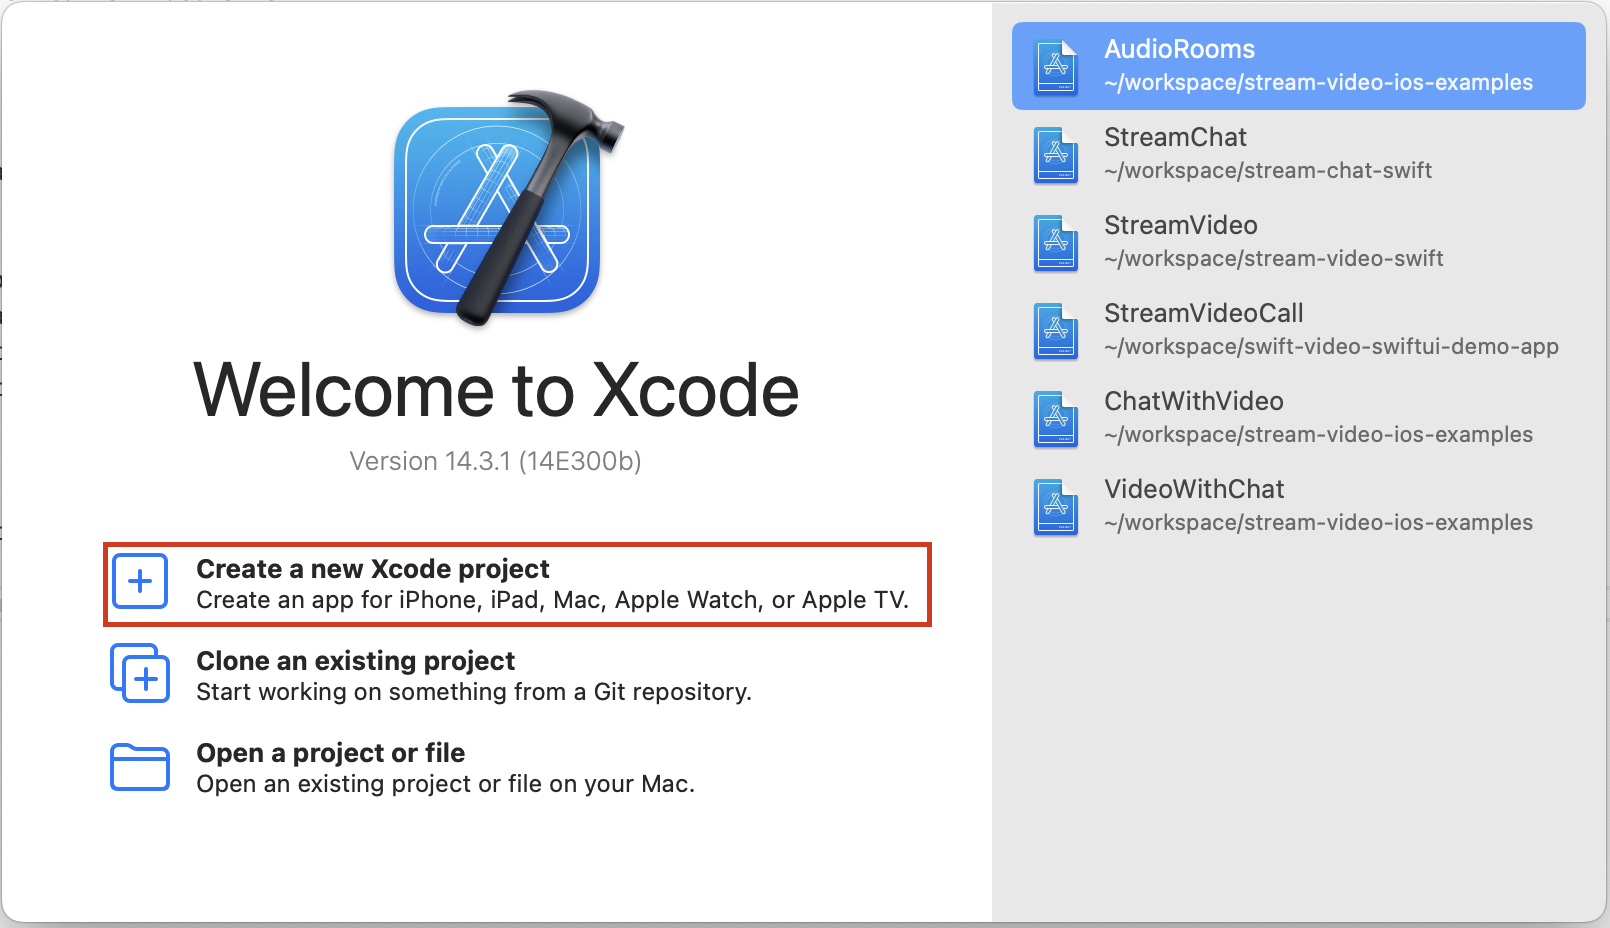 Welcome to Xcode
Version 14.3.1 (14E300b)
Create a new Xcode project
Create an app for iPhone, iPad, Mac, Apple Watch, or Apple TV.
Clone an existing project
Start working on something from a Git repository.
Open a project or file
Open an existing project or file on your Mac.
AudioRooms
~/workspace/stream-video-ios-examples
StreamChat
~/workspace/stream-chat-swift
StreamVideo
~/workspace/stream-video-swift
StreamVideoCall
~/workspace/swift-video-swiftui-demo-app
ChatWithVideo
~/workspace/stream-video-ios-examples
VideoWithChat
~/workspace/stream-video-ios-examples